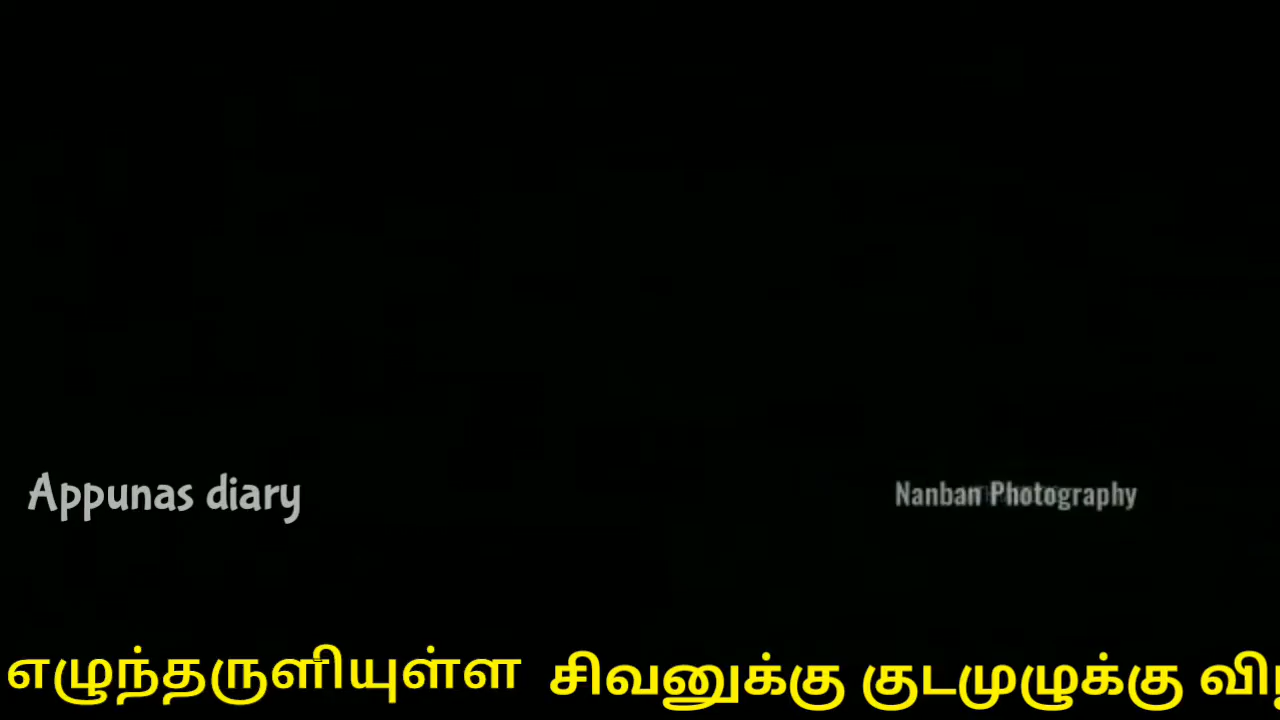 Appunas diary
Nanban Photography
எழுந்தருளியுள்ள சிவனுக்கு குடமுழுக்கு